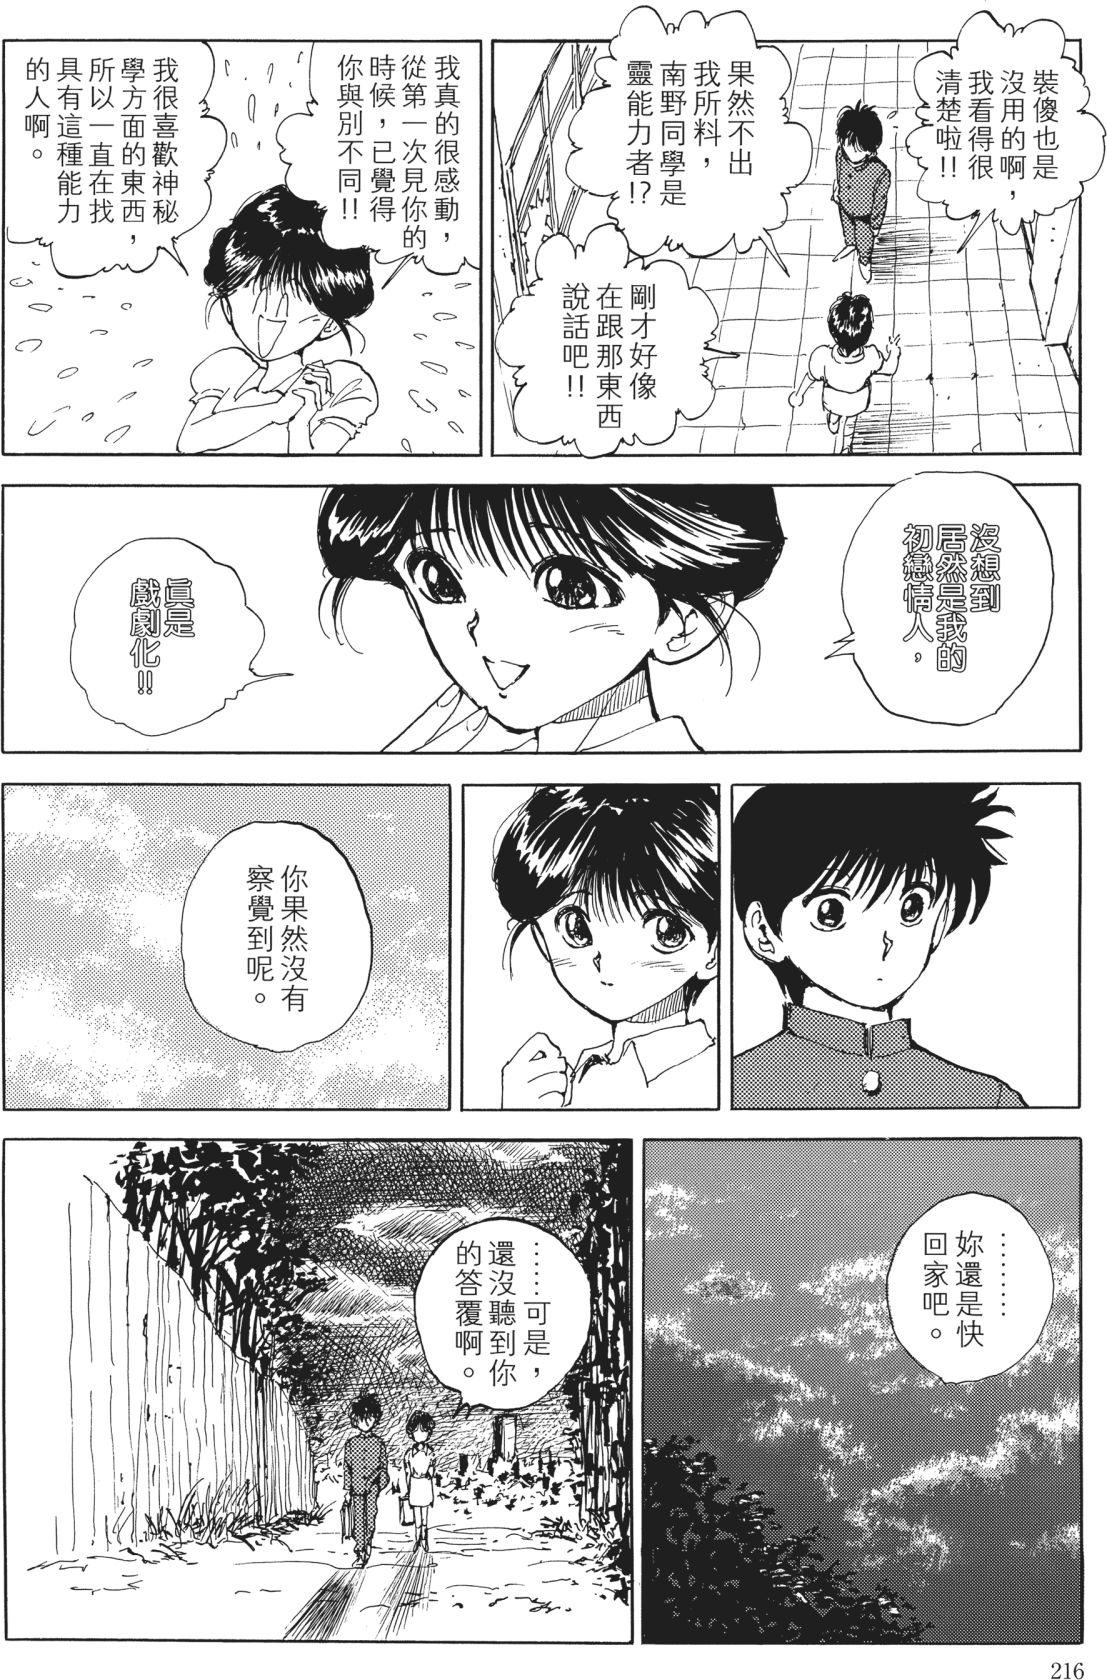 裝傻也是
沒用的啊，
我看得很
清楚啦!!
果然不出
我所料，
南野同學是
靈能力者!?
剛才好像
在跟那東西
說話吧!!
我真的很感動，
從第一次見你的
時候，已覺得
你與別不同!!
我很喜歡神秘
學方面的東西，
所以一直在找
具有這種能力
的人啊。
沒想到
居然是我的
初戀情人，
真是
戲劇化!!
你果然沒有
察覺到呢。
………
妳還是快
回家吧。
……可是，
還沒聽到你
的答覆啊。
216